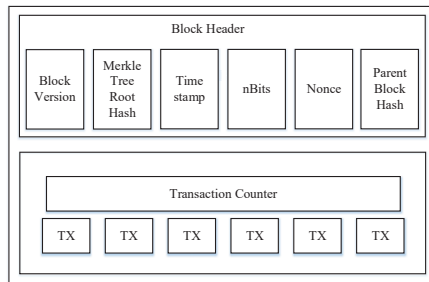 Block Header
Block
Version
Merkle
Tree
Root
Hash
Time
stamp
nBits
Nonce
Parent
Block
Hash
Transaction Counter
TX
TX
TX
TX
TX
TX